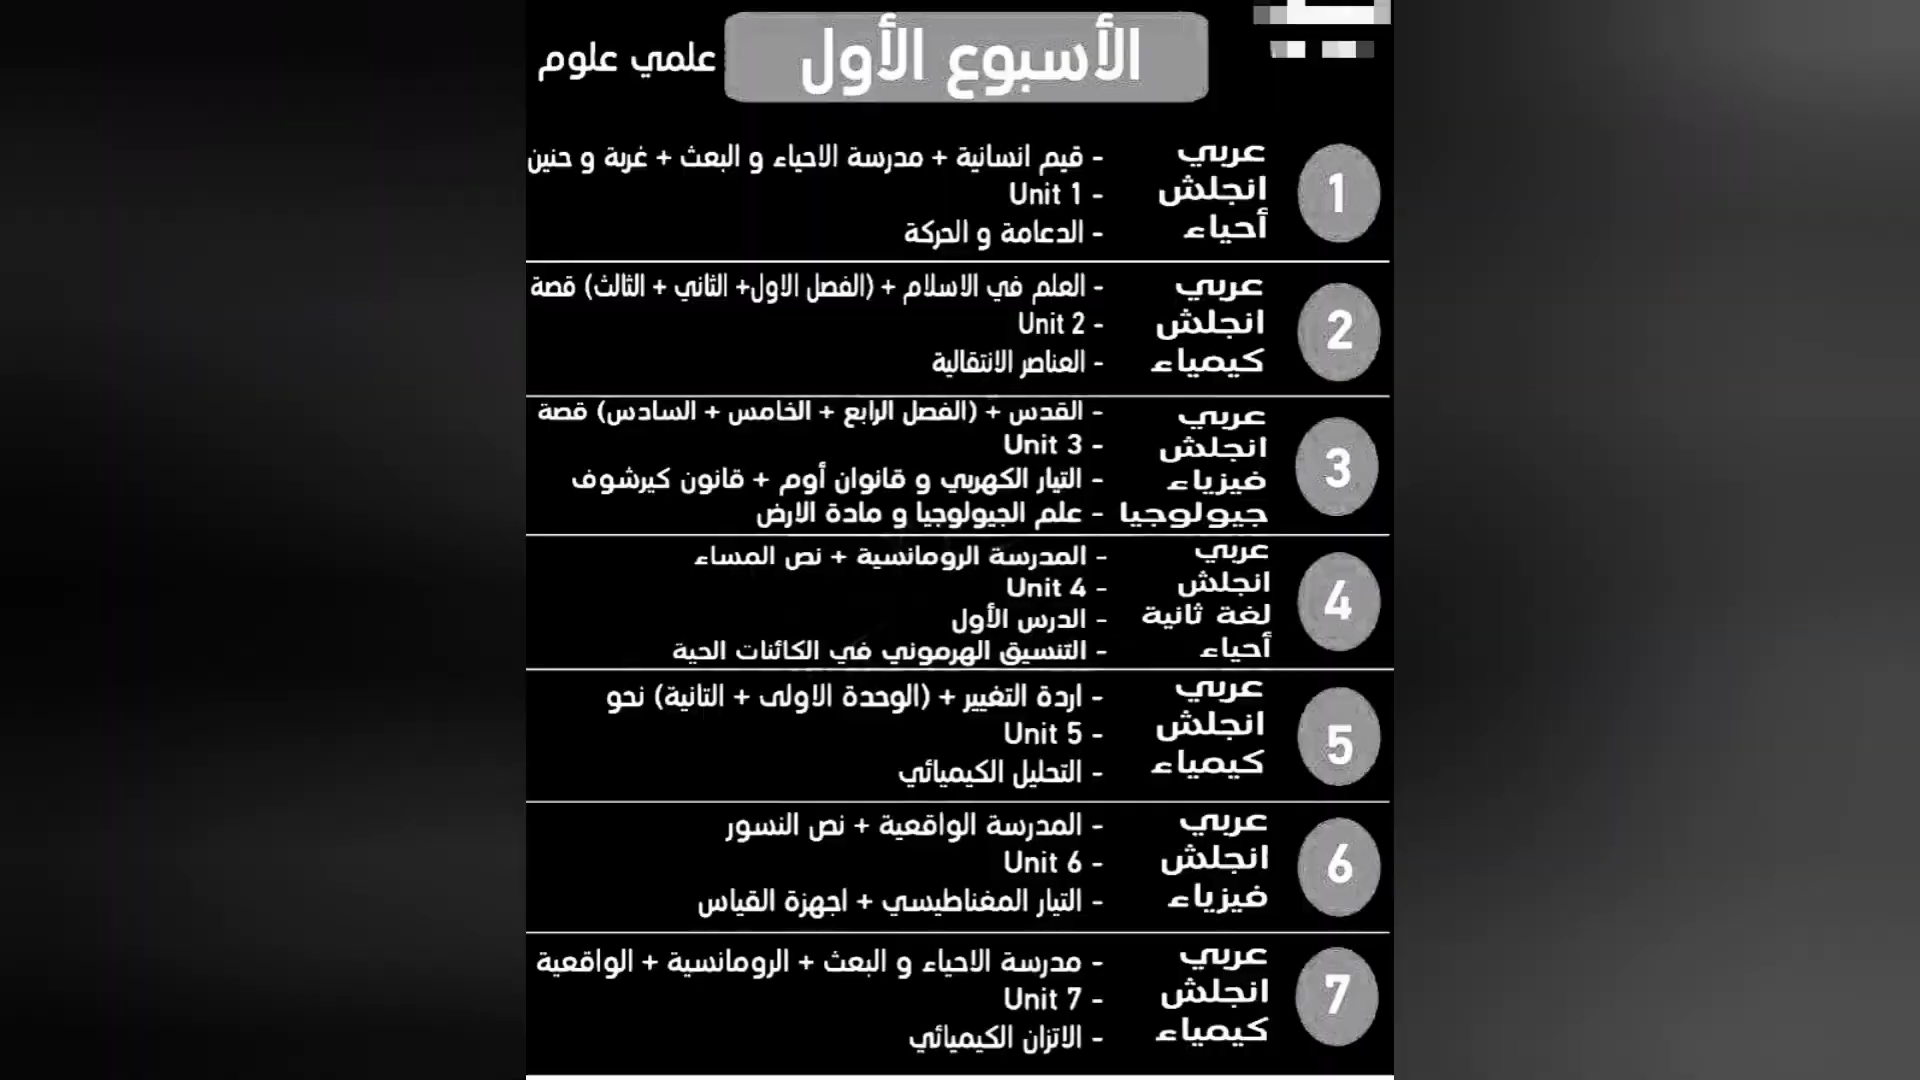 الأسبوع الأول
علمي علوم
1
عربي - قيم انسانية + مدرسة الاحياء و البعث + غربة و حنين
انجلش - Unit 1
أحياء - الدعامة و الحركة
2
عربي - العلم في الاسلام + (الفصل الاول+ الثاني + الثالث) قصة
انجلش - Unit 2
كيمياء - العناصر الانتقالية
3
عربي - القدس + (الفصل الرابع + الخامس + السادس) قصة
انجلش - Unit 3
فيزياء - التيار الكهربي و قانوان أوم + قانون كيرشوف
جيولوجيا - علم الجيولوجيا و مادة الارض
4
عربي - المدرسة الرومانسية + نص المساء
انجلش - Unit 4
لغة ثانية - الدرس الأول
أحياء - التنسيق الهرموني في الكائنات الحية
5
عربي - اردة التغيير + (الوحدة الاولى + التانية) نحو
انجلش - Unit 5
كيمياء - التحليل الكيميائي
6
عربي - المدرسة الواقعية + نص النسور
انجلش - Unit 6
فيزياء - التيار المغناطيسي + اجهزة القياس
7
عربي - مدرسة الاحياء و البعث + الرومانسية + الواقعية
انجلش - Unit 7
كيمياء - الاتزان الكيميائي